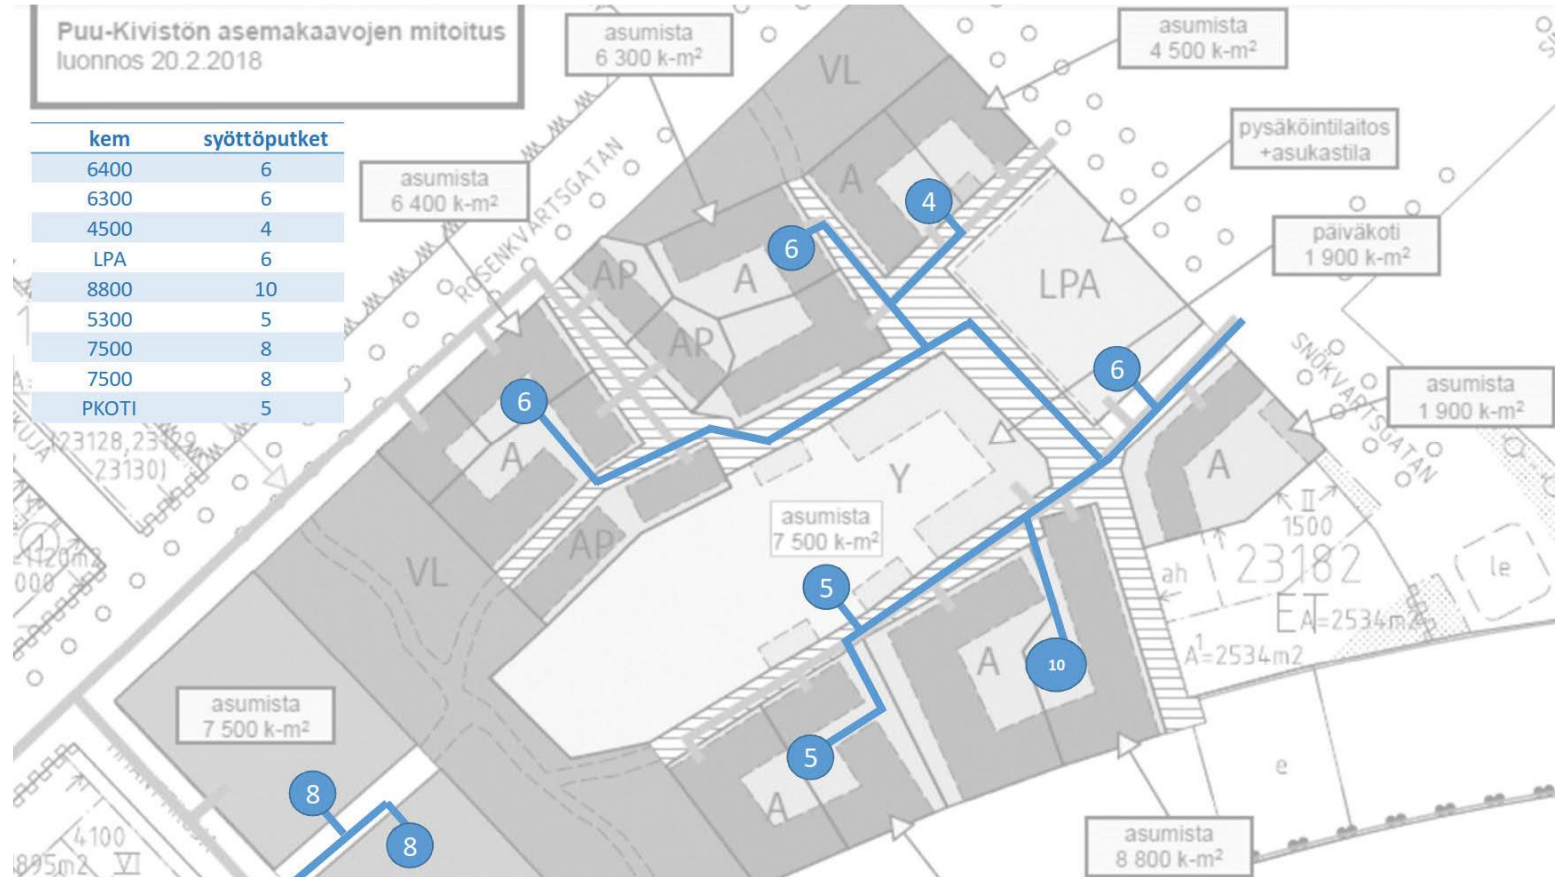 Puu-Kivistön asemakaavojen mitoitus
luonnos 20.2.2018
kem syöttöputket
6400 6
6300 6
4500 4
LPA 6
8800 10
5300 5
7500 8
7500 8
PKOTI 5
asumista
6 300 k-m²
asumista
4 500 k-m²
pysäköintilaitos
+asukastila
asumista
6 400 k-m²
päiväkoti
1 900 k-m²
asumista
1 900 k-m²
asumista
7 500 k-m²
asumista
7 500 k-m²
asumista
8 800 k-m²
ROSENKVARTSGATAN
SNÖKVARTSGATAN
VL
A
4
6
AP
A
LPA
AP
6
6
A
Y
A
AP
VL
5
A
10
5
A
8
8
KUJA
(23128,23129,
23130)
II
1500
23182
ah
le
EAT=2534m2
A¹=2534m2
e
1120m2
4100
895m2 VI